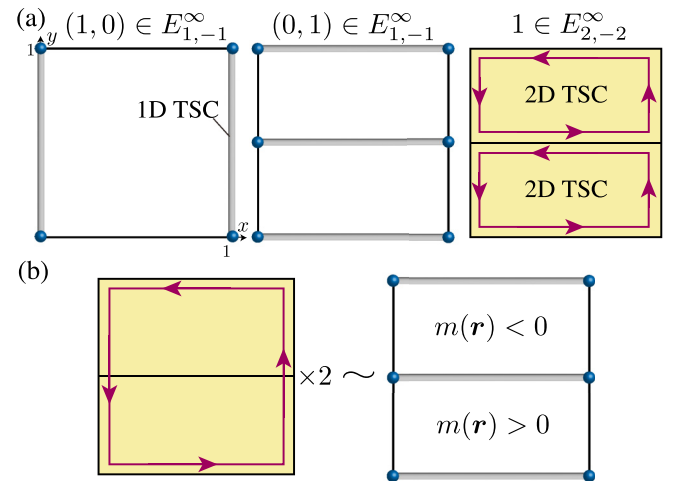 (a)
(1, 0) ∈ E^∞_{1,−1}
(0, 1) ∈ E^∞_{1,−1}
1 ∈ E^∞_{2,−2}
y
1
1D TSC
x
1
2D TSC
2D TSC
(b)
×2 ∼
m(r) < 0
m(r) > 0